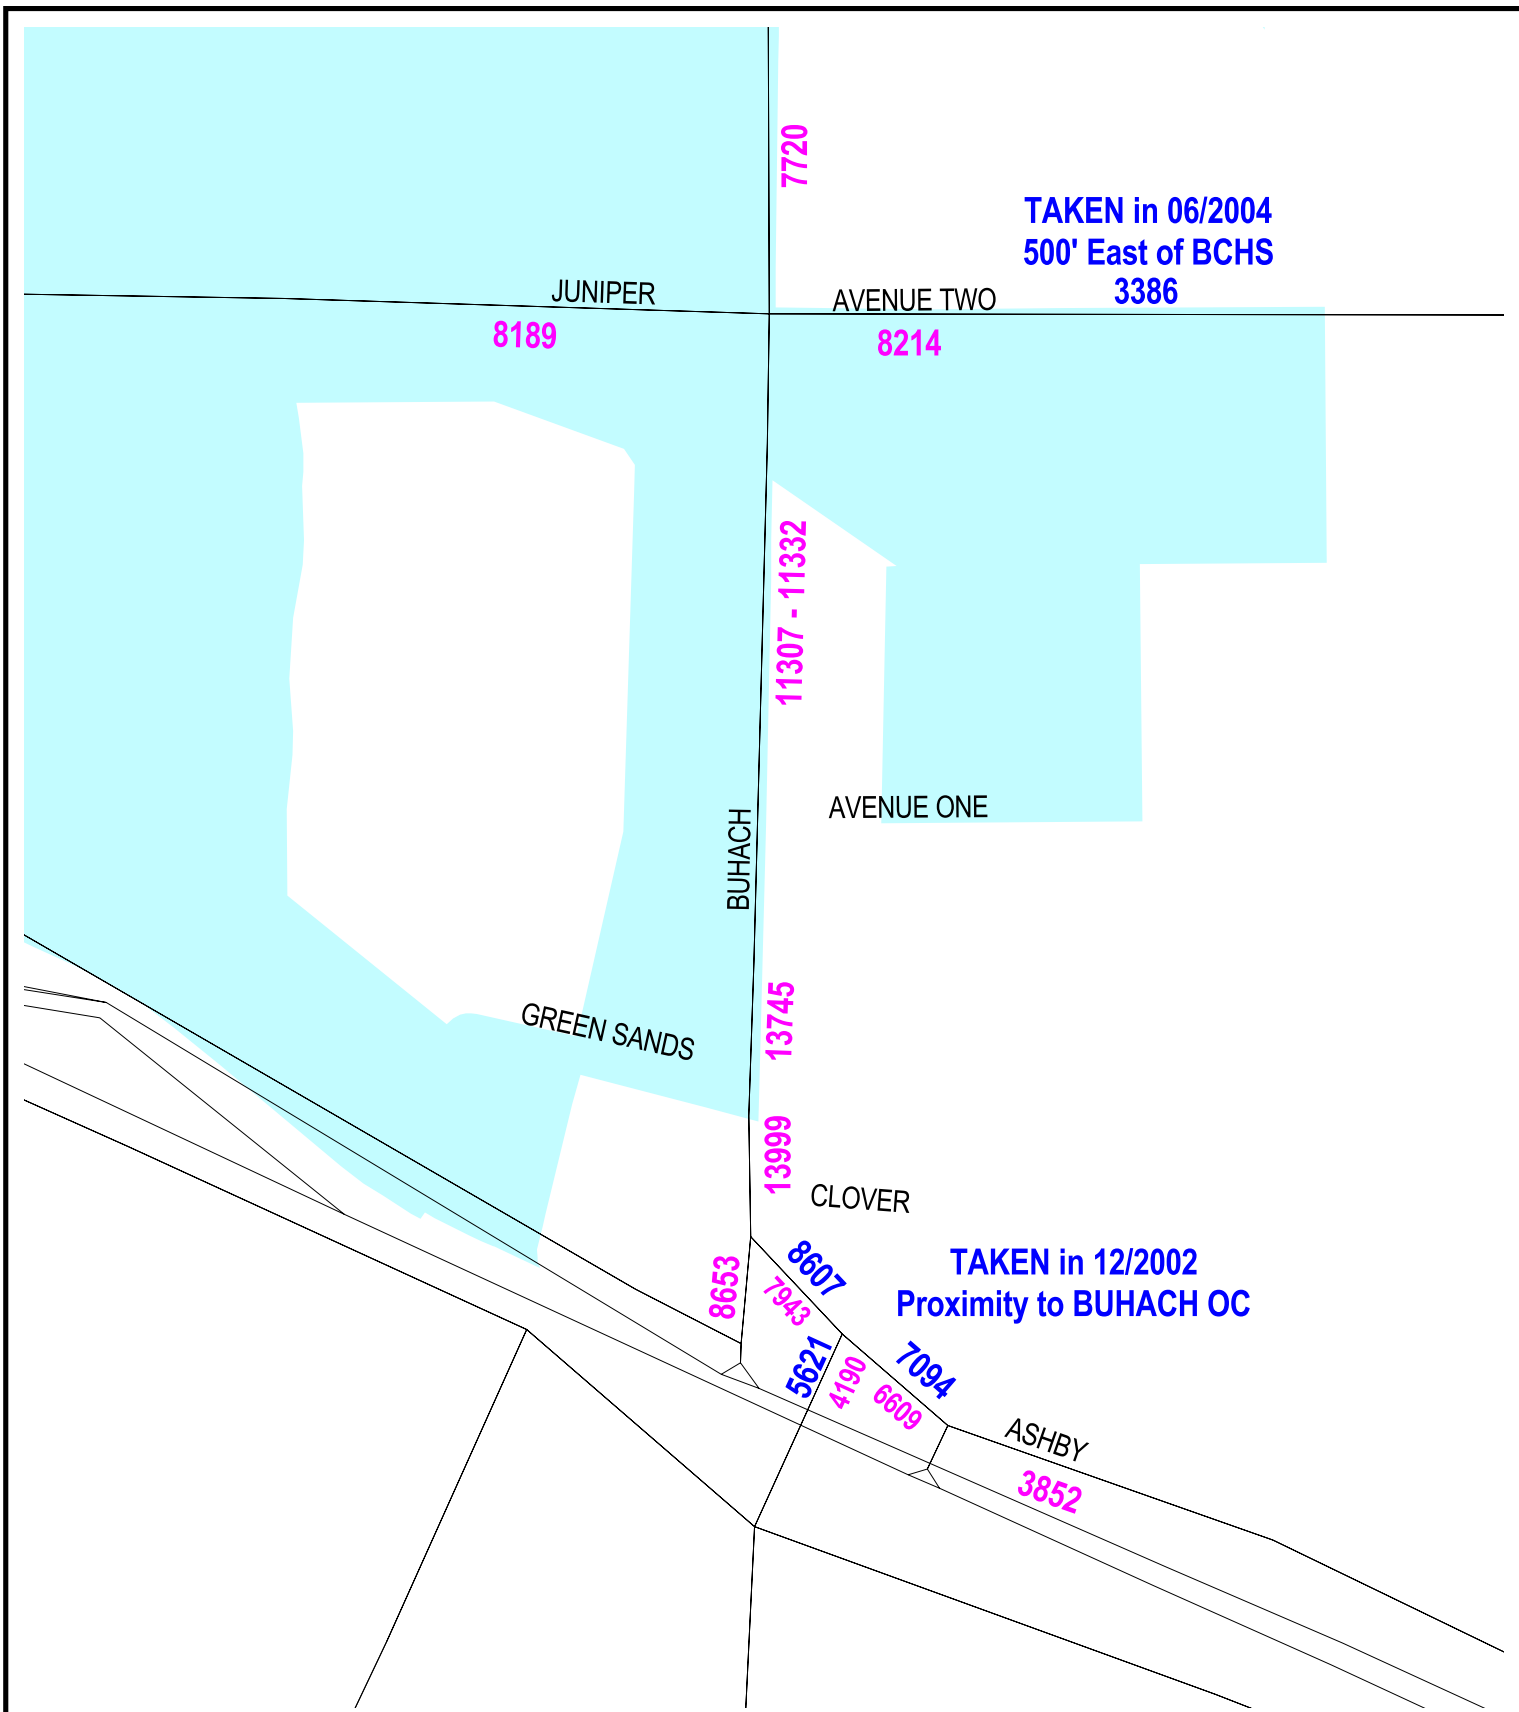 7720
TAKEN in 06/2004
500' East of BCHS
3386
JUNIPER
AVENUE TWO
8189
8214
11307 - 11332
BUHACH
AVENUE ONE
13745
GREEN SANDS
13999
CLOVER
8653
8607
7943
TAKEN in 12/2002
Proximity to BUHACH OC
5621
4190
7094
6609
ASHBY
3852